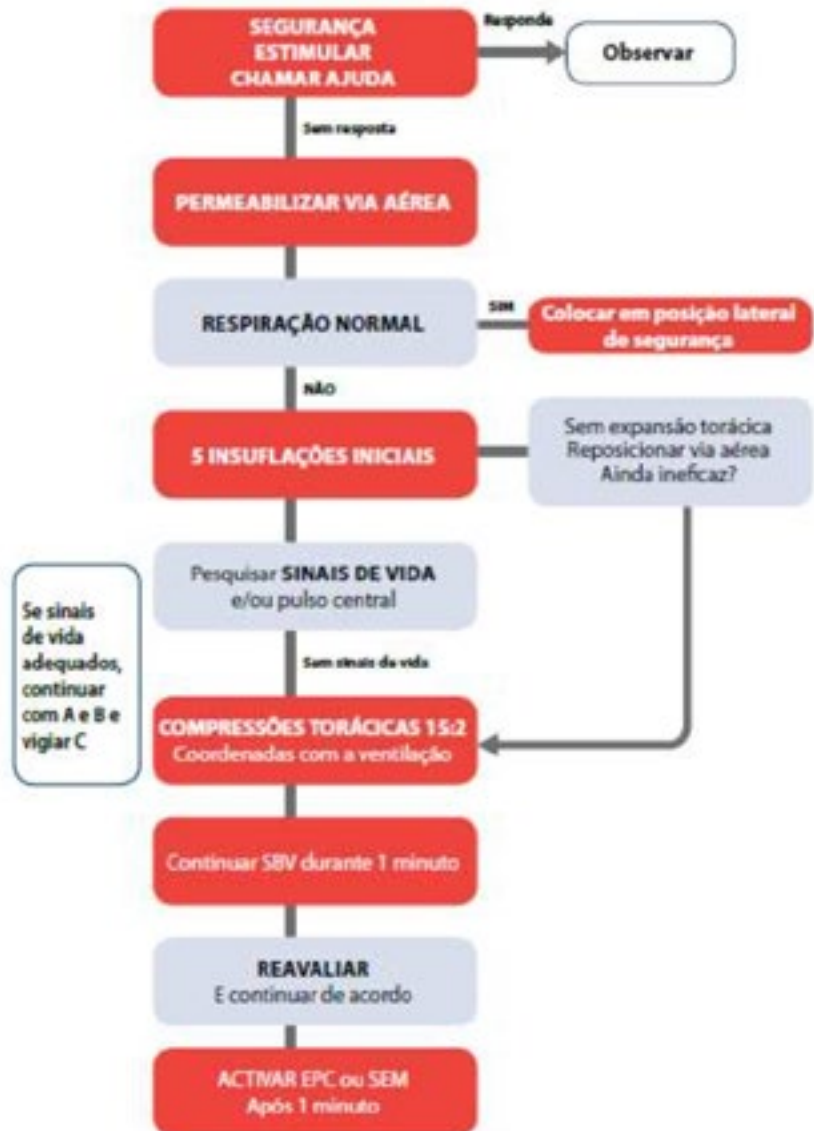 SEGURANÇA
ESTIMULAR
CHAMAR AJUDA
Responde
Observar
Sem resposta
PERMEABILIZAR VIA AÉREA
RESPIRAÇÃO NORMAL
SIM
Colocar em posição lateral
de segurança
NÃO
5 INSUFLAÇÕES INICIAIS
Sem expansão torácica
Reposicionar via aérea
Ainda ineficaz?
Pesquisar SINAIS DE VIDA
e/ou pulso central
Se sinais
de vida
adequados,
continuar
com A e B e
vigiar C
Sem sinais de vida
COMPRESSÕES TORÁCICAS 15:2
Coordenadas com a ventilação
Continuar SBV durante 1 minuto
REAVALIAR
E continuar de acordo
ACTIVAR EPC ou SEM
Após 1 minuto